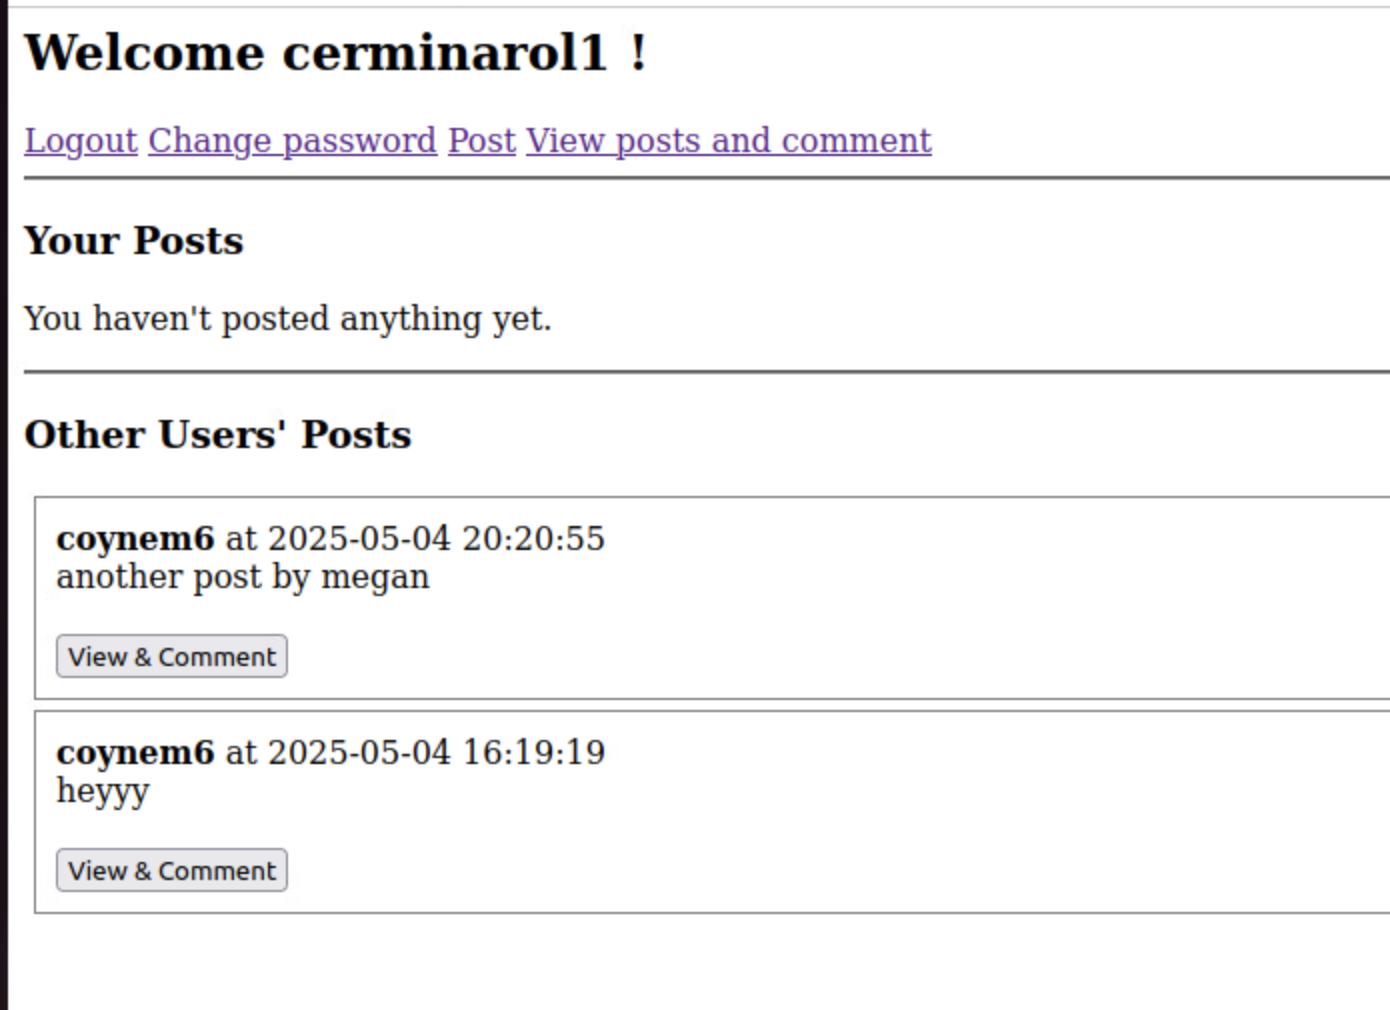 Welcome cerminarol1 !
Logout Change password Post View posts and comment
Your Posts
You haven't posted anything yet.
Other Users' Posts
coynem6 at 2025-05-04 20:20:55
another post by megan
View & Comment
coynem6 at 2025-05-04 16:19:19
heyyy
View & Comment